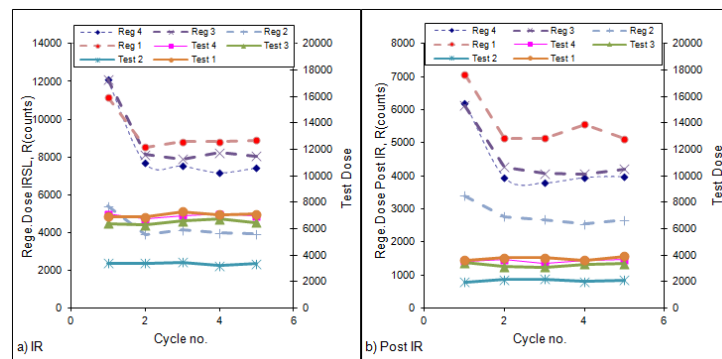 Reg 4 Reg 3 Reg 2
Reg 1 Test 4 Test 3
Test 2 Test 1
14000
12000
10000
8000
6000
4000
2000
0
20000
18000
16000
14000
12000
10000
8000
6000
4000
2000
0
Rege.Dose IRSL, R(counts)
Test Dose
0 2 4 6
Cycle no.
a) IR
Reg 4 Reg 3 Reg 2
Reg 1 Test 4 Test 3
Test 2 Test 1
8000
7000
6000
5000
4000
3000
2000
1000
0
20000
18000
16000
14000
12000
10000
8000
6000
4000
2000
0
Rege.Dose Post IR, R(counts)
Test Dose
0 2 4 6
Cycle no.
b) Post IR